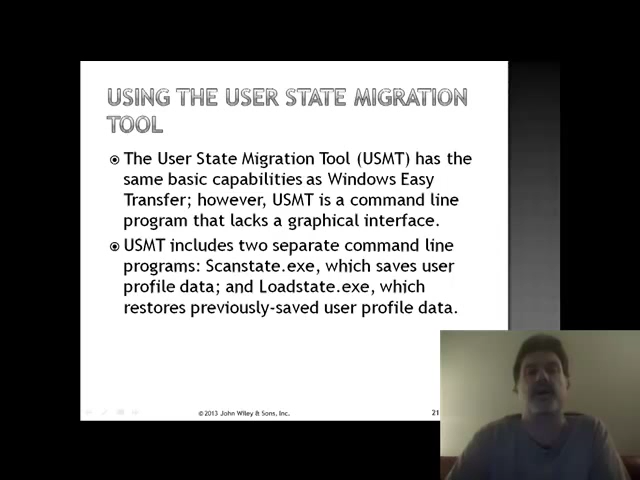 USING THE USER STATE MIGRATION
TOOL
The User State Migration Tool (USMT) has the
same basic capabilities as Windows Easy
Transfer; however, USMT is a command line
program that lacks a graphical interface.
USMT includes two separate command line
programs: Scanstate.exe, which saves user
profile data; and Loadstate.exe, which
restores previously-saved user profile data.
©2013 John Wiley & Sons, Inc.
21